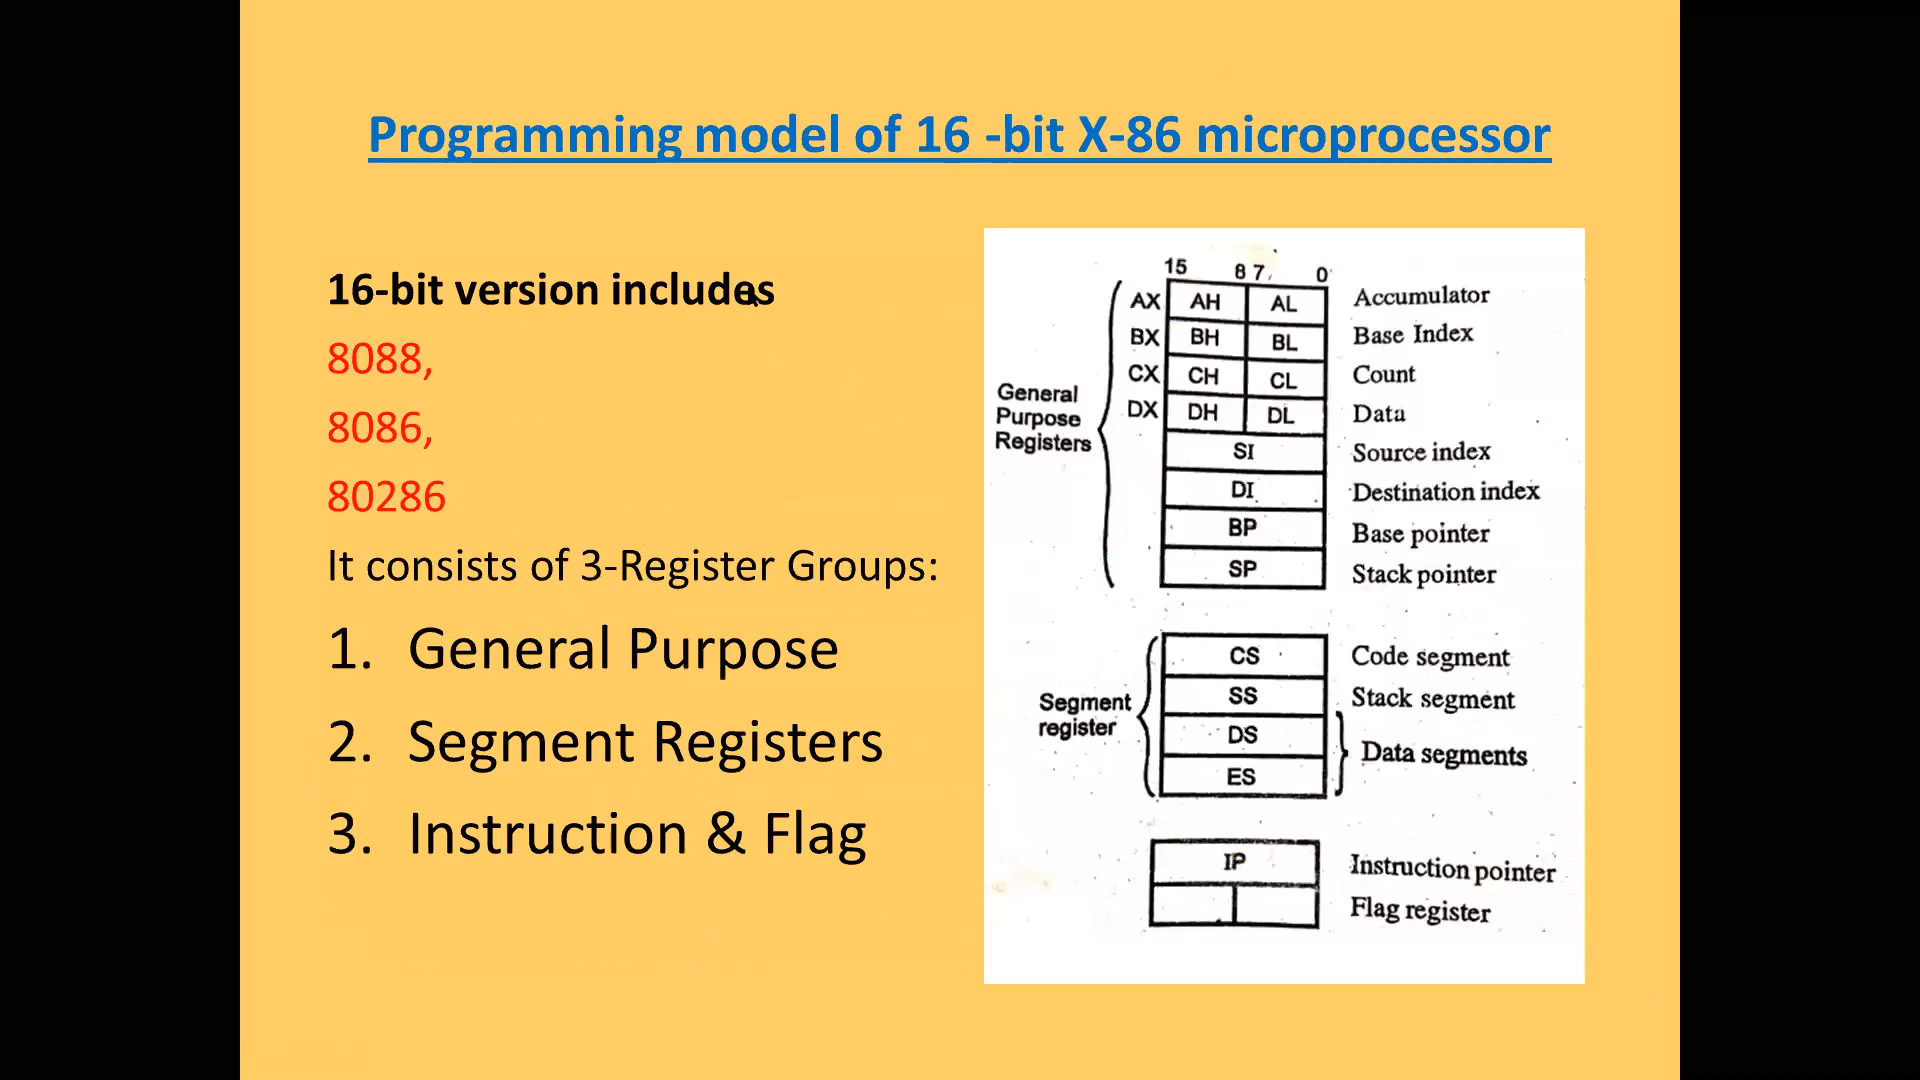 Programming model of 16 -bit X-86 microprocessor
16-bit version includes
8088,
8086,
80286
It consists of 3-Register Groups:
1. General Purpose
2. Segment Registers
3. Instruction & Flag
15 8 7 0
General
Purpose
Registers
AX AH AL Accumulator
BX BH BL Base Index
CX CH CL Count
DX DH DL Data
SI Source index
DI Destination index
BP Base pointer
SP Stack pointer
Segment
register
CS Code segment
SS Stack segment
DS
Data segments
ES
IP Instruction pointer
Flag register